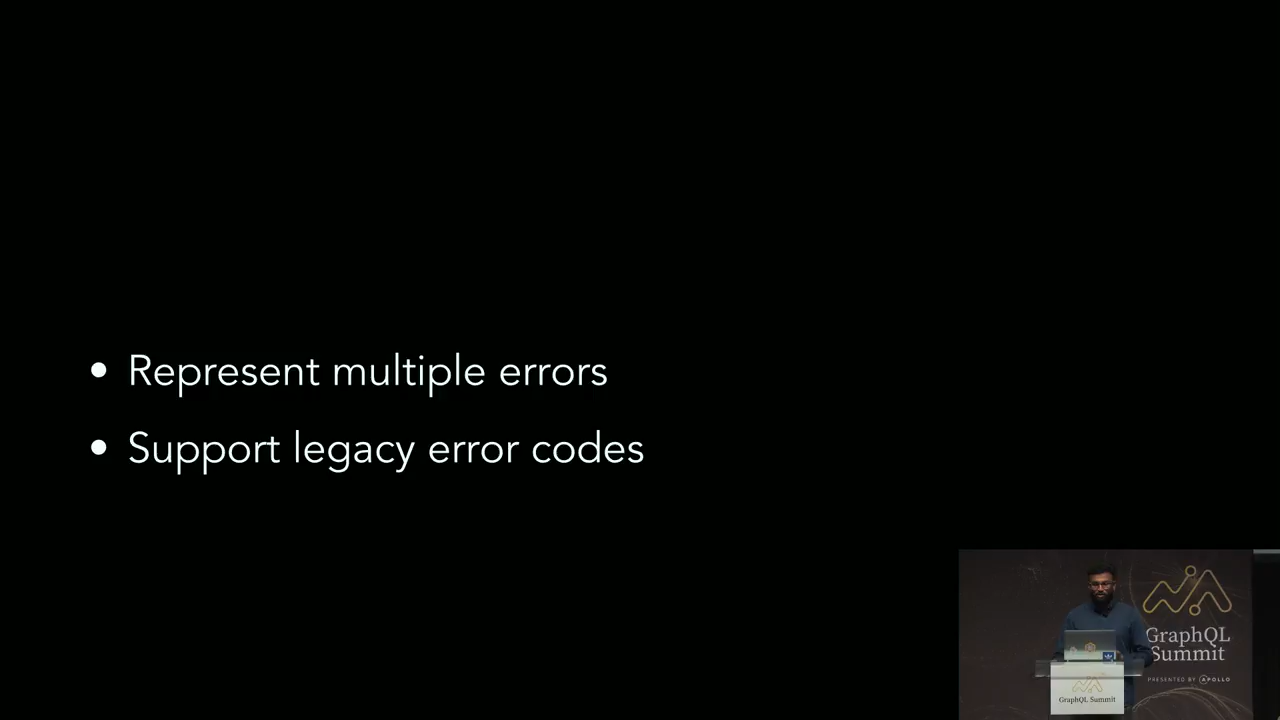 • Represent multiple errors
• Support legacy error codes
GraphQL
Summit
PRESENTED BY APOLLO
GraphQL Summit